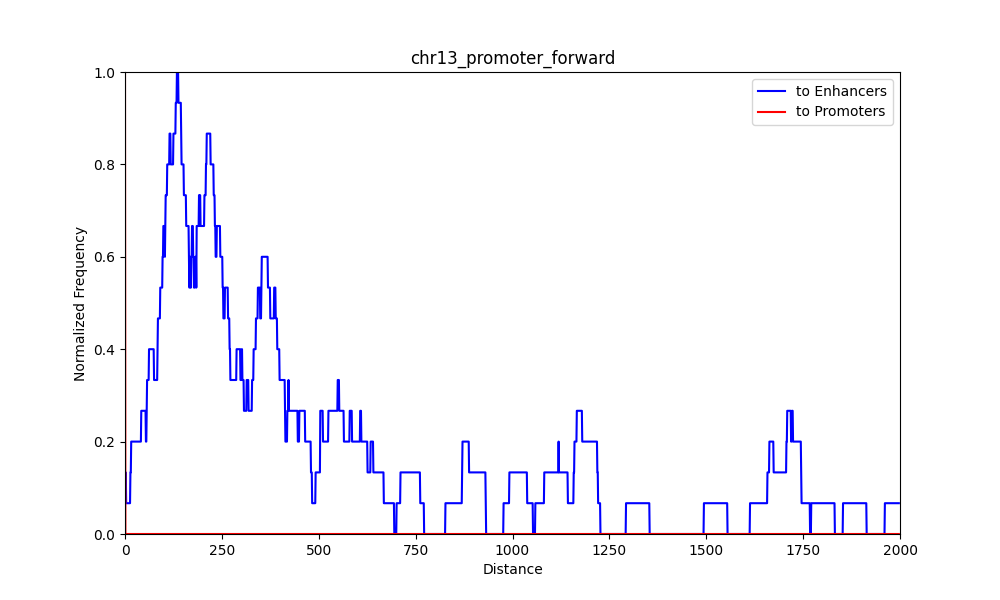 chr13_promoter_forward
1.0
0.8
0.6
0.4
0.2
0.0
Normalized Frequency
to Enhancers
to Promoters
0 250 500 750 1000 1250 1500 1750 2000
Distance